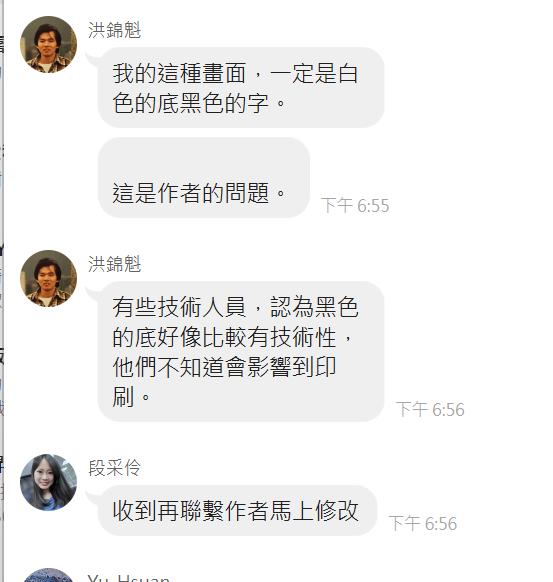 洪錦魁
我的這種畫面，一定是白
色的底黑色的字。
這是作者的問題。
下午 6:55
洪錦魁
有些技術人員，認為黑色
的底好像比較有技術性，
他們不知道會影響到印
刷。
下午 6:56
段采伶
收到再聯繫作者馬上修改
下午 6:56
Yu-Hsuan